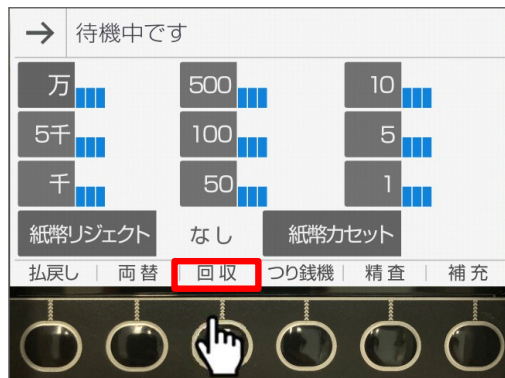 → 待機中です
万 500 10
5千 100 5
千 50 1
紙幣リジェクト なし 紙幣カセット
払戻し | 両替 | 回収 つり銭機 | 精査 | 補充